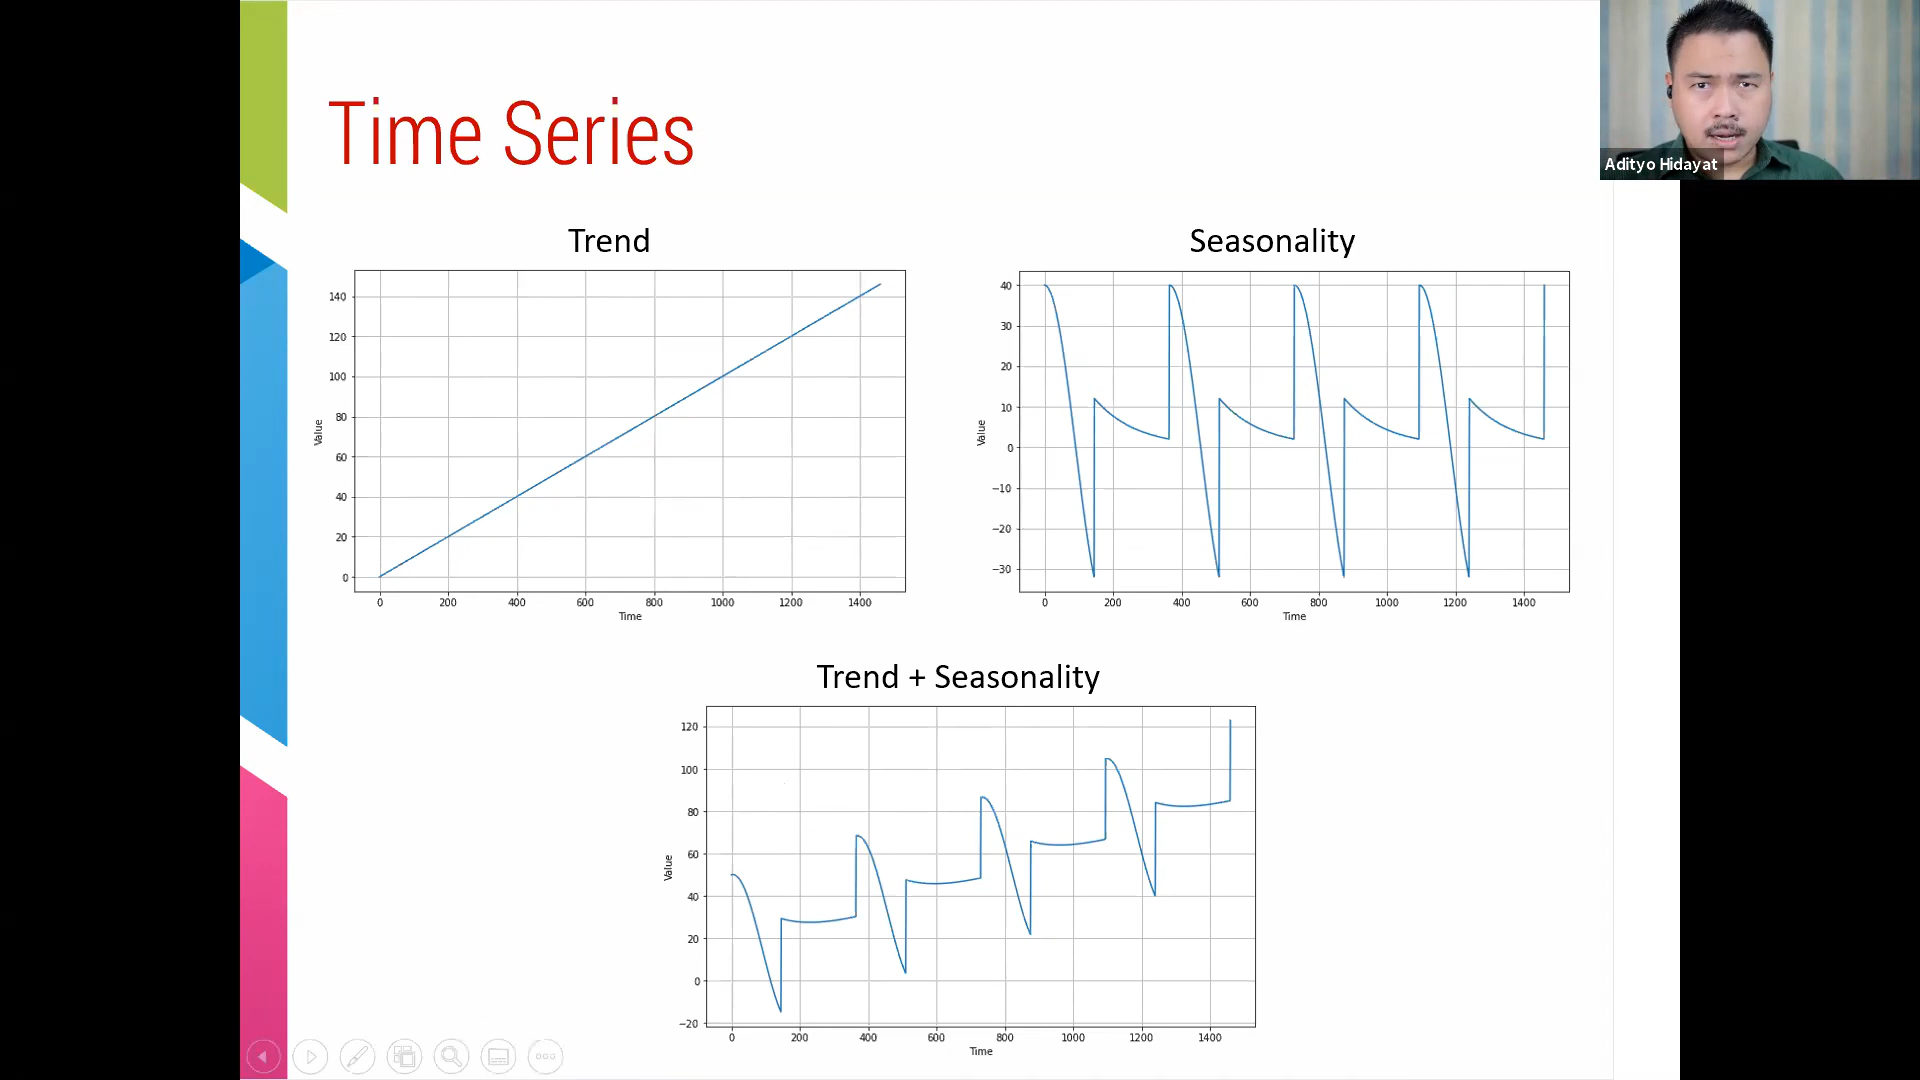 Time Series
Adityo Hidayat
Trend
140
120
100
80
60
40
20
0
Value
0 200 400 600 800 1000 1200 1400
Time
Seasonality
40
30
20
10
0
−10
−20
−30
Value
0 200 400 600 800 1000 1200 1400
Time
Trend + Seasonality
120
100
80
60
40
20
0
−20
Value
0 200 400 600 800 1000 1200 1400
Time